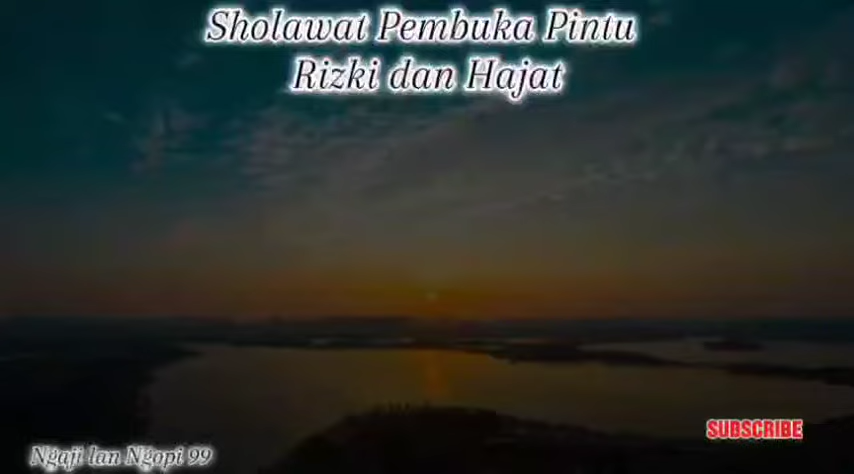 Sholawat Pembuka Pintu
Rizki dan Hajat
SUBSCRIBE
Ngaji lan Ngopi 99